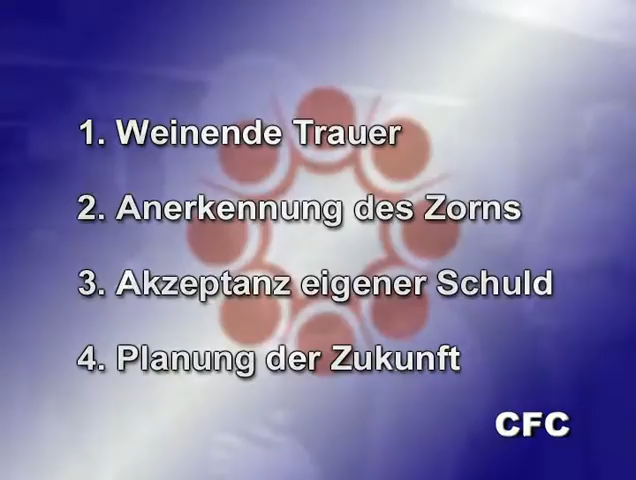 1. Weinende Trauer
2. Anerkennung des Zorns
3. Akzeptanz eigener Schuld
4. Planung der Zukunft
CFC